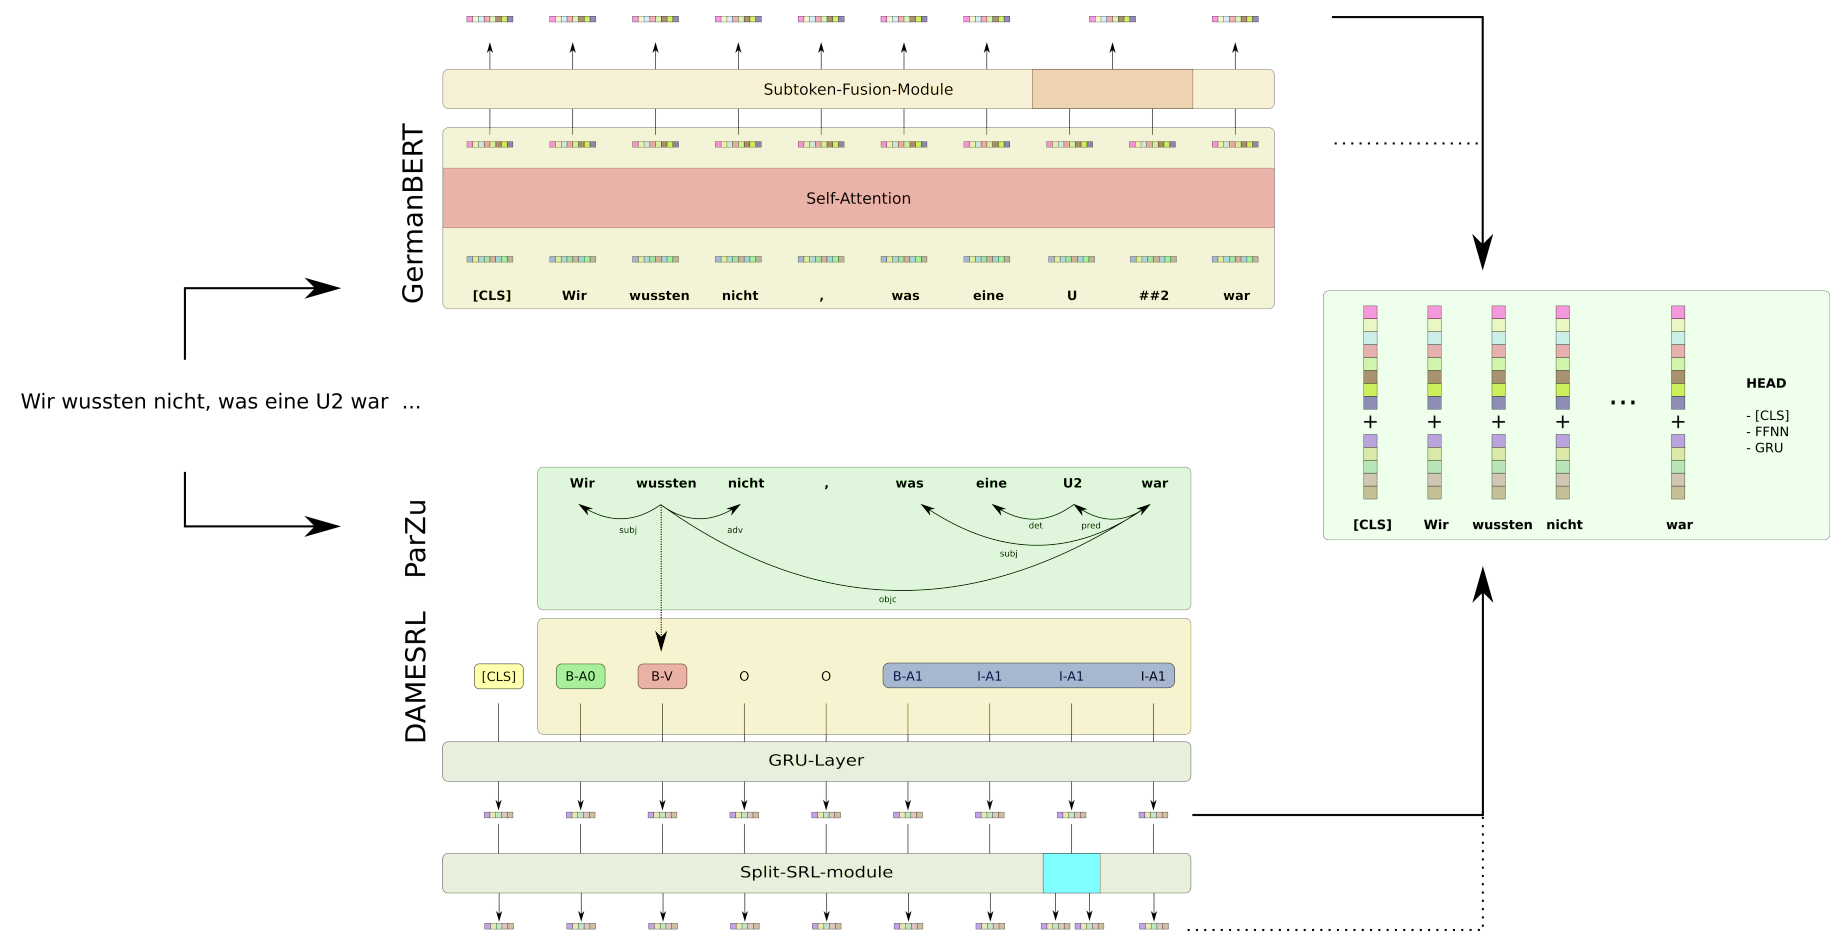 Subtoken-Fusion-Module
GermanBERT
Self-Attention
[CLS] Wir wussten nicht , was eine U ##2 war
Wir wussten nicht, was eine U2 war ...
ParZu
Wir wussten nicht , was eine U2 war
subj adv det pred
subj
objc
DAMESRL
[CLS] B-A0 B-V O O B-A1 I-A1 I-A1 I-A1
GRU-Layer
Split-SRL-module
HEAD
- [CLS]
- FFNN
- GRU
...
+ + + + +
[CLS] Wir wussten nicht war